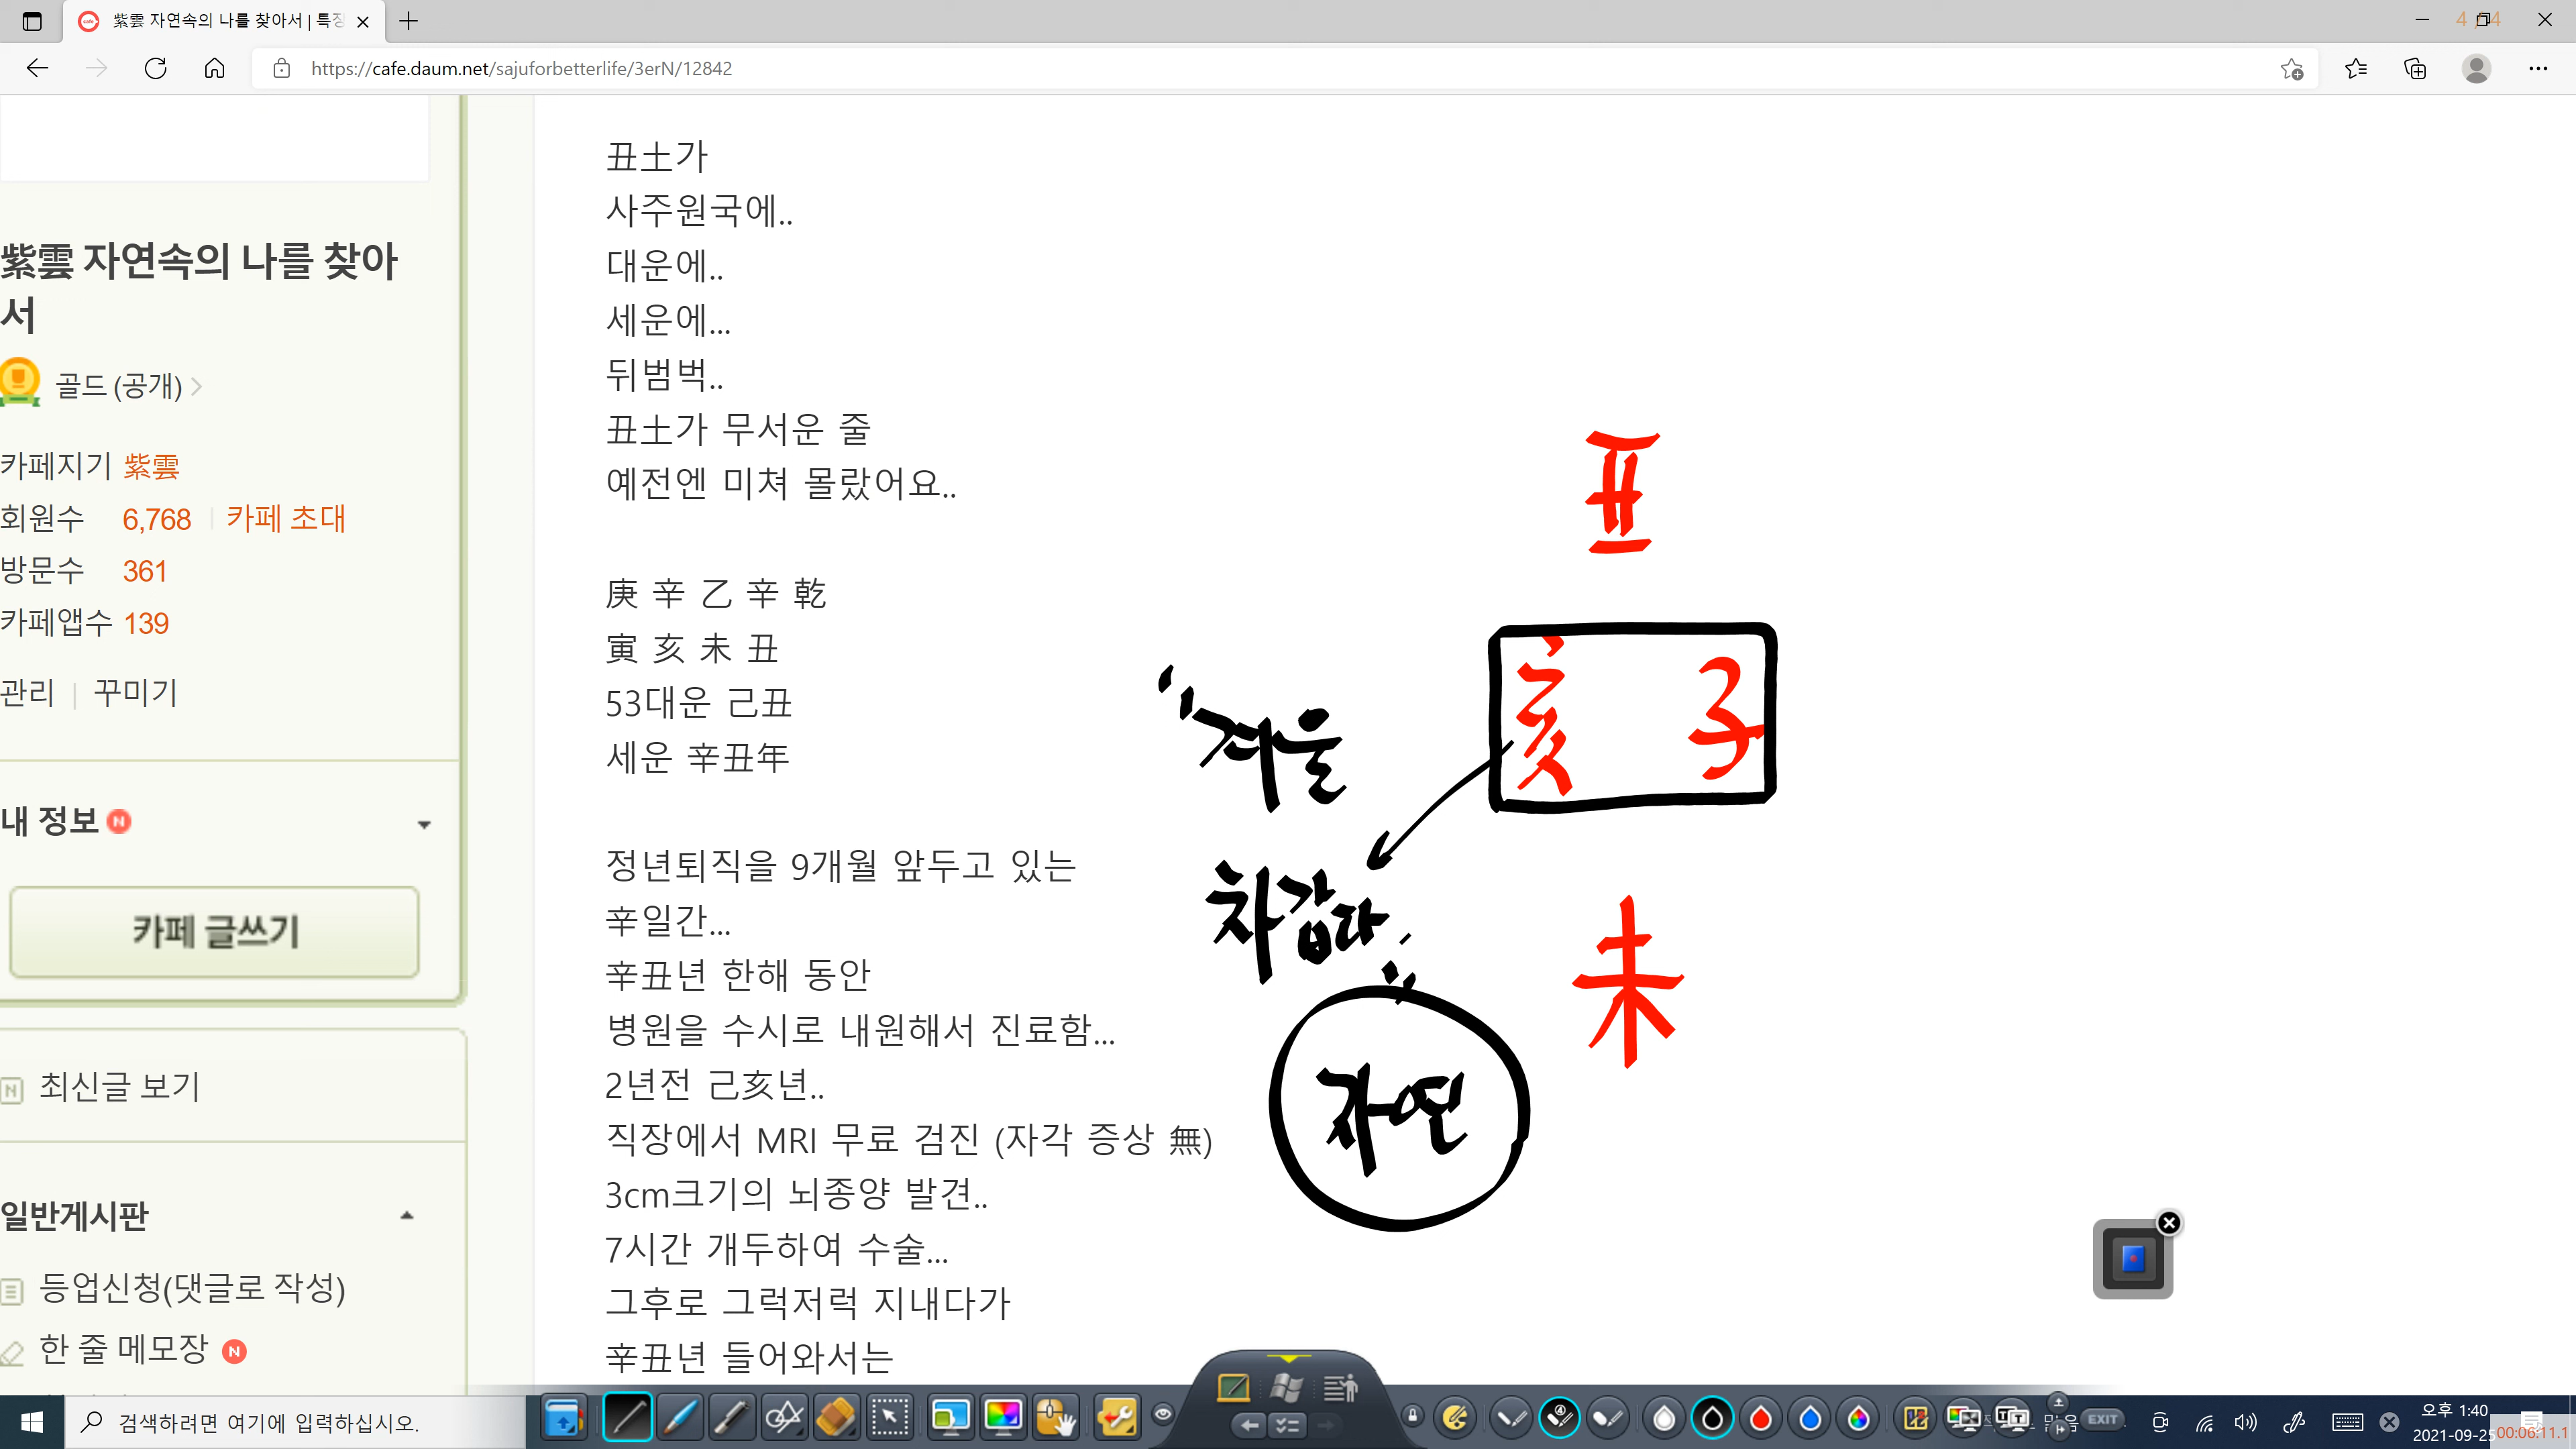 紫雲 자연속의 나를 찾아서 | 특징
https://cafe.daum.net/sajuforbetterlife/3erN/12842
紫雲 자연속의 나를 찾아
서
골드 (공개)
카페지기 紫雲
회원수 6,768 카페 초대
방문수 361
카페앱수 139
관리 | 꾸미기
내 정보 N
카페 글쓰기
N 최신글 보기
일반게시판
등업신청(댓글로 작성)
한 줄 메모장 N
丑土가
사주원국에..
대운에..
세운에...
뒤범벅..
丑土가 무서운 줄
예전엔 미쳐 몰랐어요..
庚 辛 乙 辛 乾
寅 亥 未 丑
53대운 己丑
세운 辛丑年
정년퇴직을 9개월 앞두고 있는
辛일간...
辛丑년 한해 동안
병원을 수시로 내원해서 진료함...
2년전 己亥년..
직장에서 MRI 무료 검진 (자각 증상 無)
3cm크기의 뇌종양 발견..
7시간 개두하여 수술...
그후로 그럭저럭 지내다가
辛丑년 들어와서는
亥 子
겨울
차갑다
未
자연
검색하려면 여기에 입력하십시오.
EXIT
오후 1:40
2021-09-25
00:06:11.1